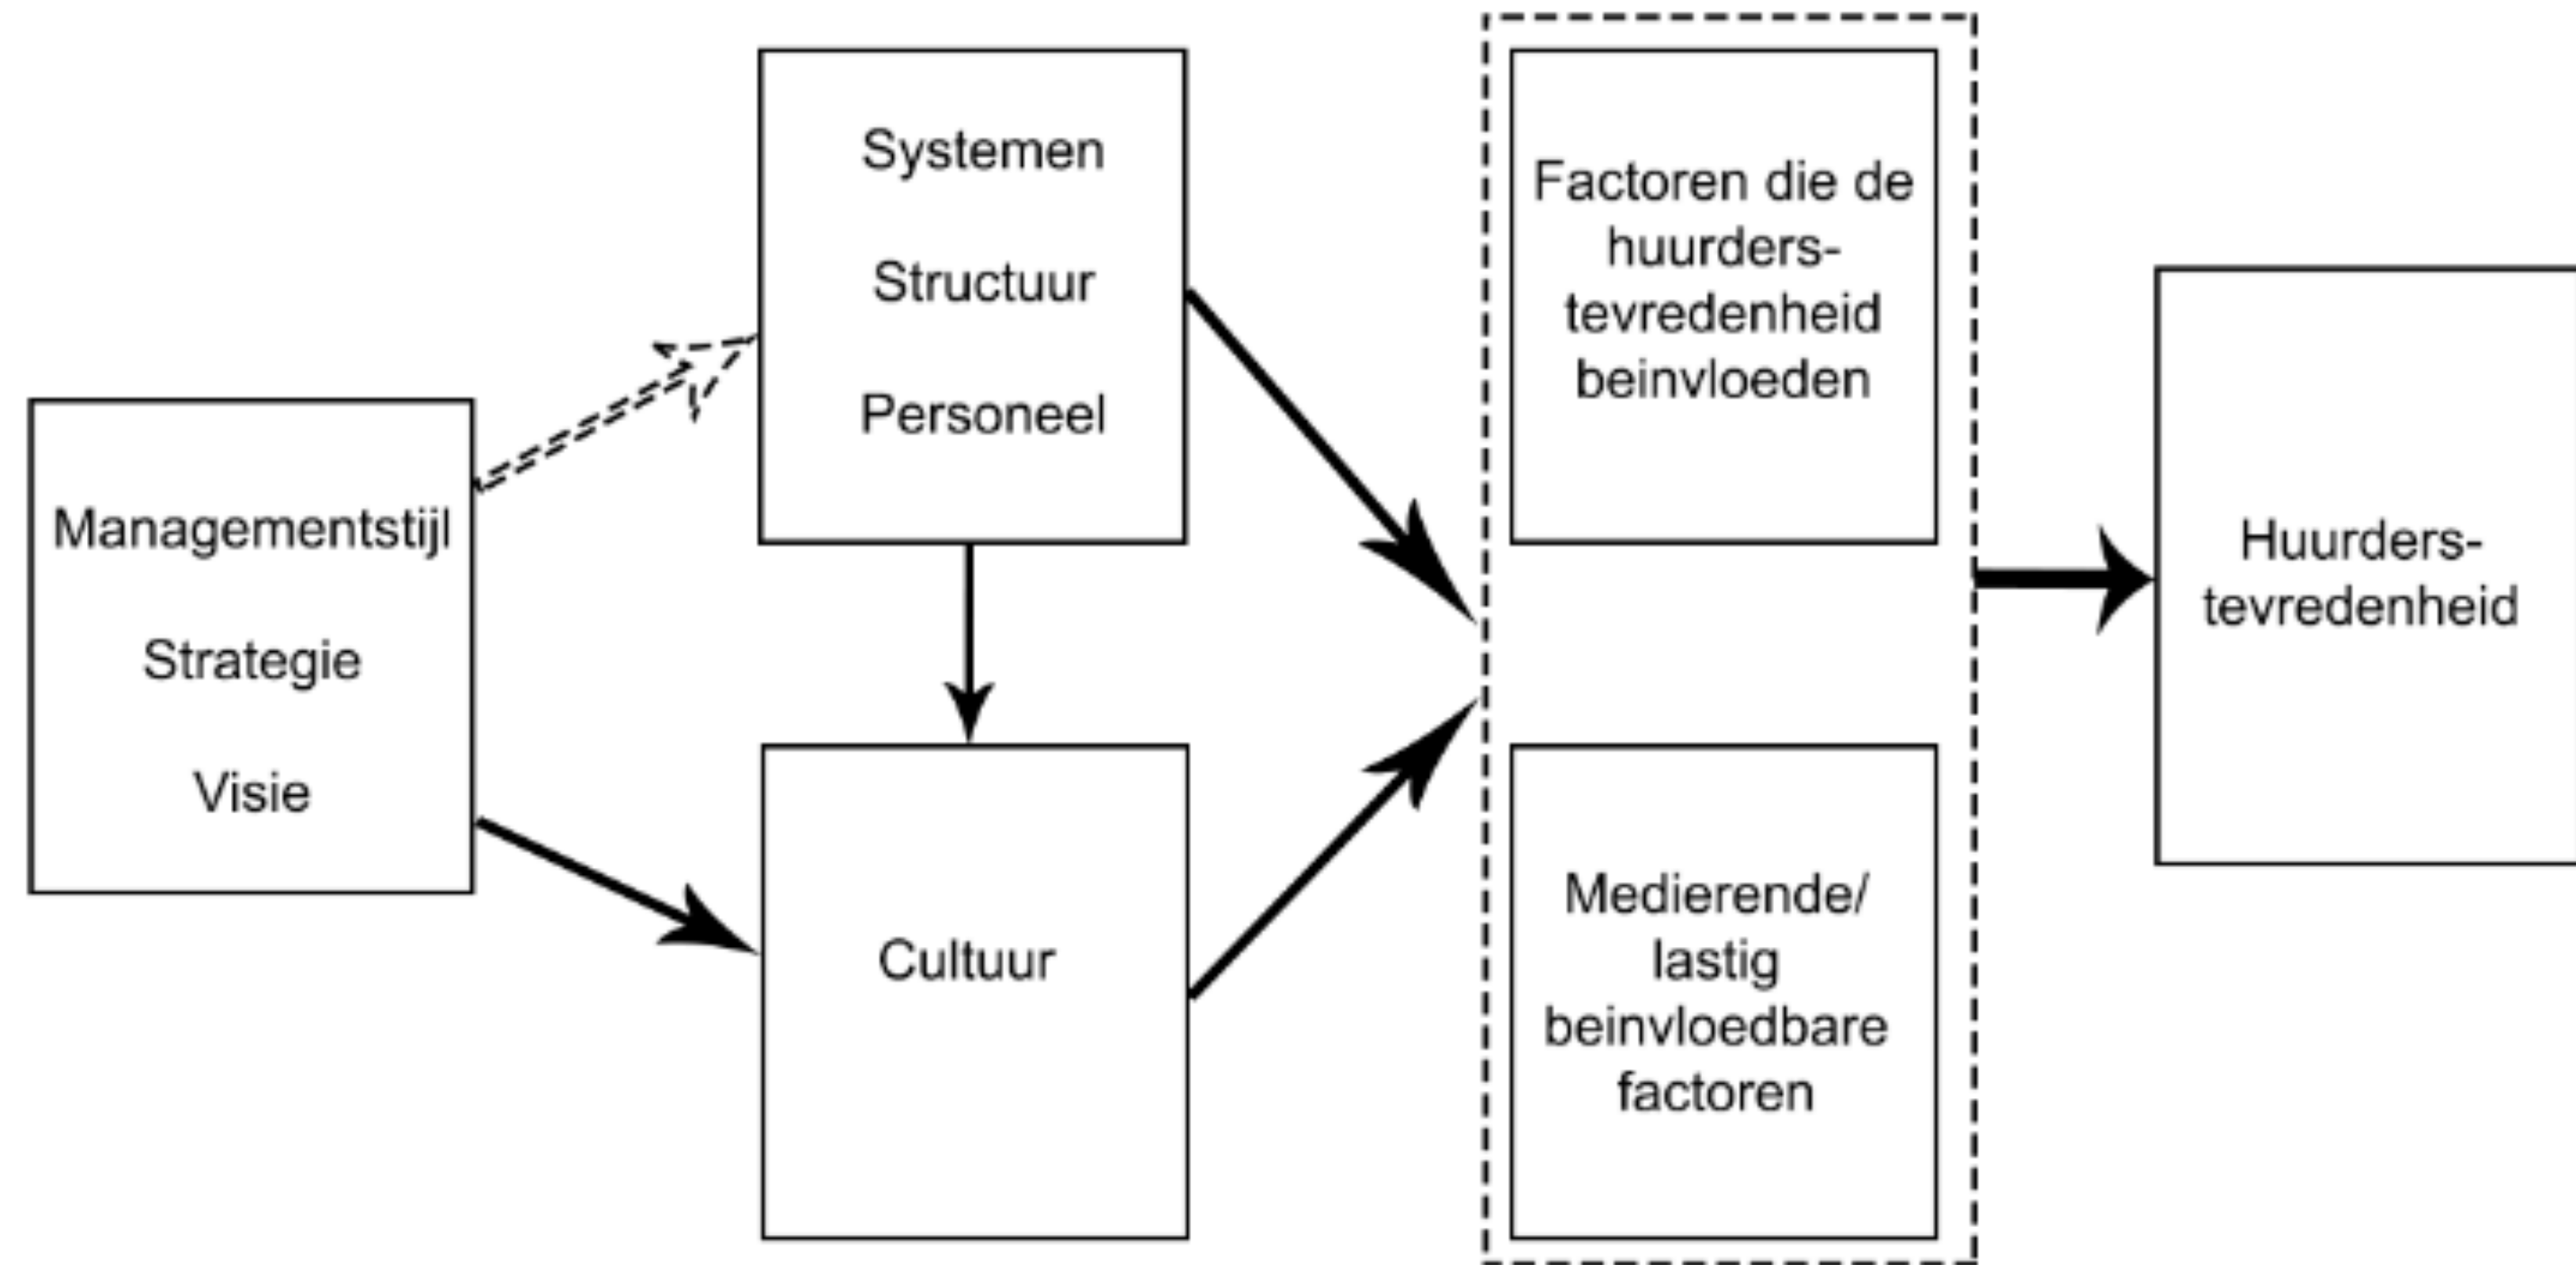 Managementstijl
Strategie
Visie
Systemen
Structuur
Personeel
Cultuur
Factoren die de
huurders-
tevredenheid
beinvloeden
Medierende/
lastig
beinvloedbare
factoren
Huurders-
tevredenheid